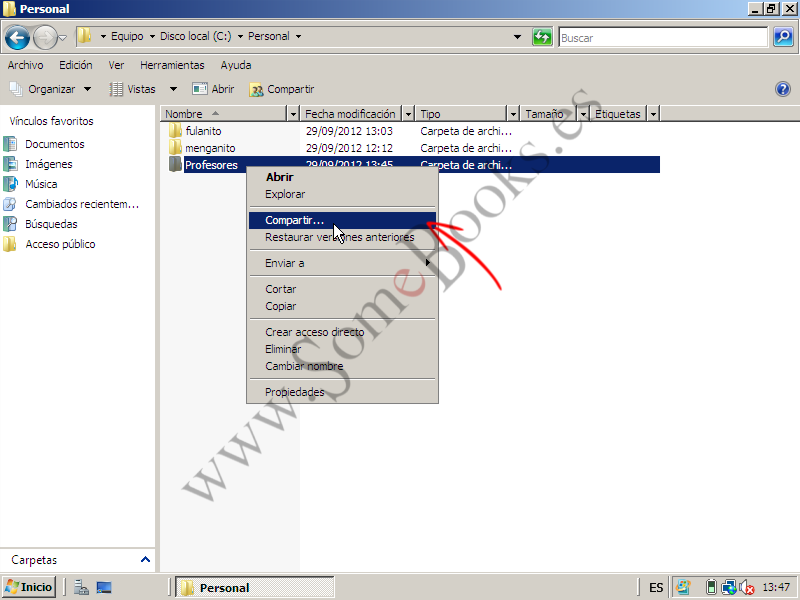 Personal
Equipo Disco local (C:) Personal
Buscar
Archivo Edición Ver Herramientas Ayuda
Organizar Vistas Abrir Compartir
Vínculos favoritos
Documentos
Imágenes
Música
Cambiados recientem...
Búsquedas
Acceso público
Nombre Fecha modificación Tipo Tamaño Etiquetas
fulanito 29/09/2012 13:03 Carpeta de archi...
menganito 29/09/2012 12:12 Carpeta de archi...
Profesores 29/09/2012 13:45 Carpeta de archi...
Abrir
Explorar
Compartir...
Restaurar versiones anteriores
Enviar a
Cortar
Copiar
Crear acceso directo
Eliminar
Cambiar nombre
Propiedades
www.SomeBooks.es
Carpetas
Inicio Personal ES 13:47